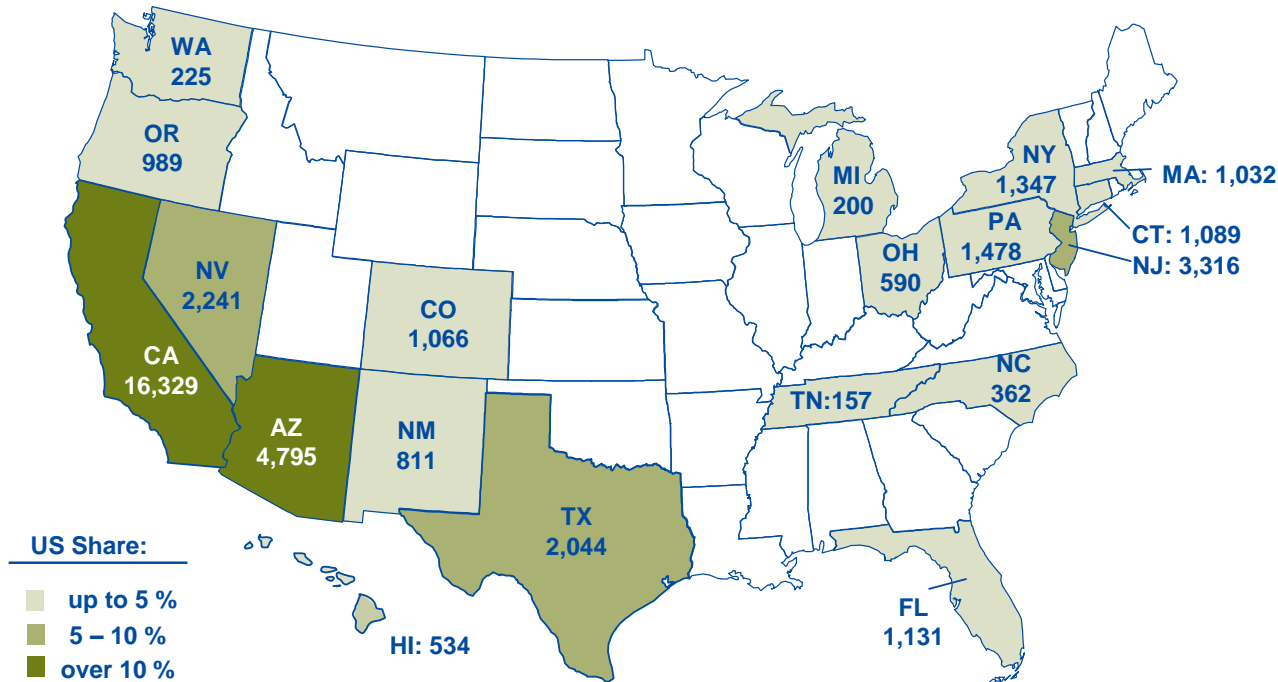 WA
225
OR
989
NY
1,347
MA: 1,032
MI
200
PA
1,478
CT: 1,089
NJ: 3,316
OH
590
NV
2,241
CO
1,066
CA
16,329
NC
362
TN:157
AZ
4,795
NM
811
TX
2,044
US Share:
up to 5 %
5 – 10 %
over 10 %
HI: 534
FL
1,131